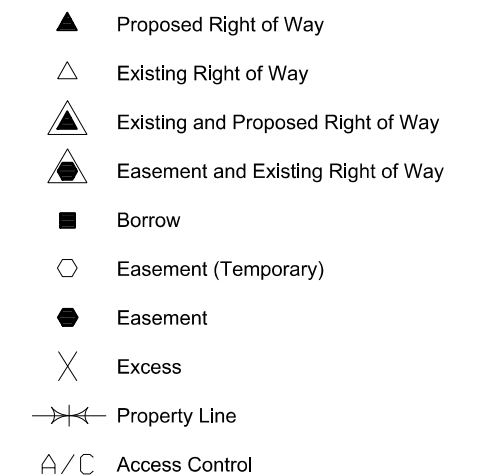 Proposed Right of Way
Existing Right of Way
Existing and Proposed Right of Way
Easement and Existing Right of Way
Borrow
Easement (Temporary)
Easement
Excess
Property Line
A/C Access Control